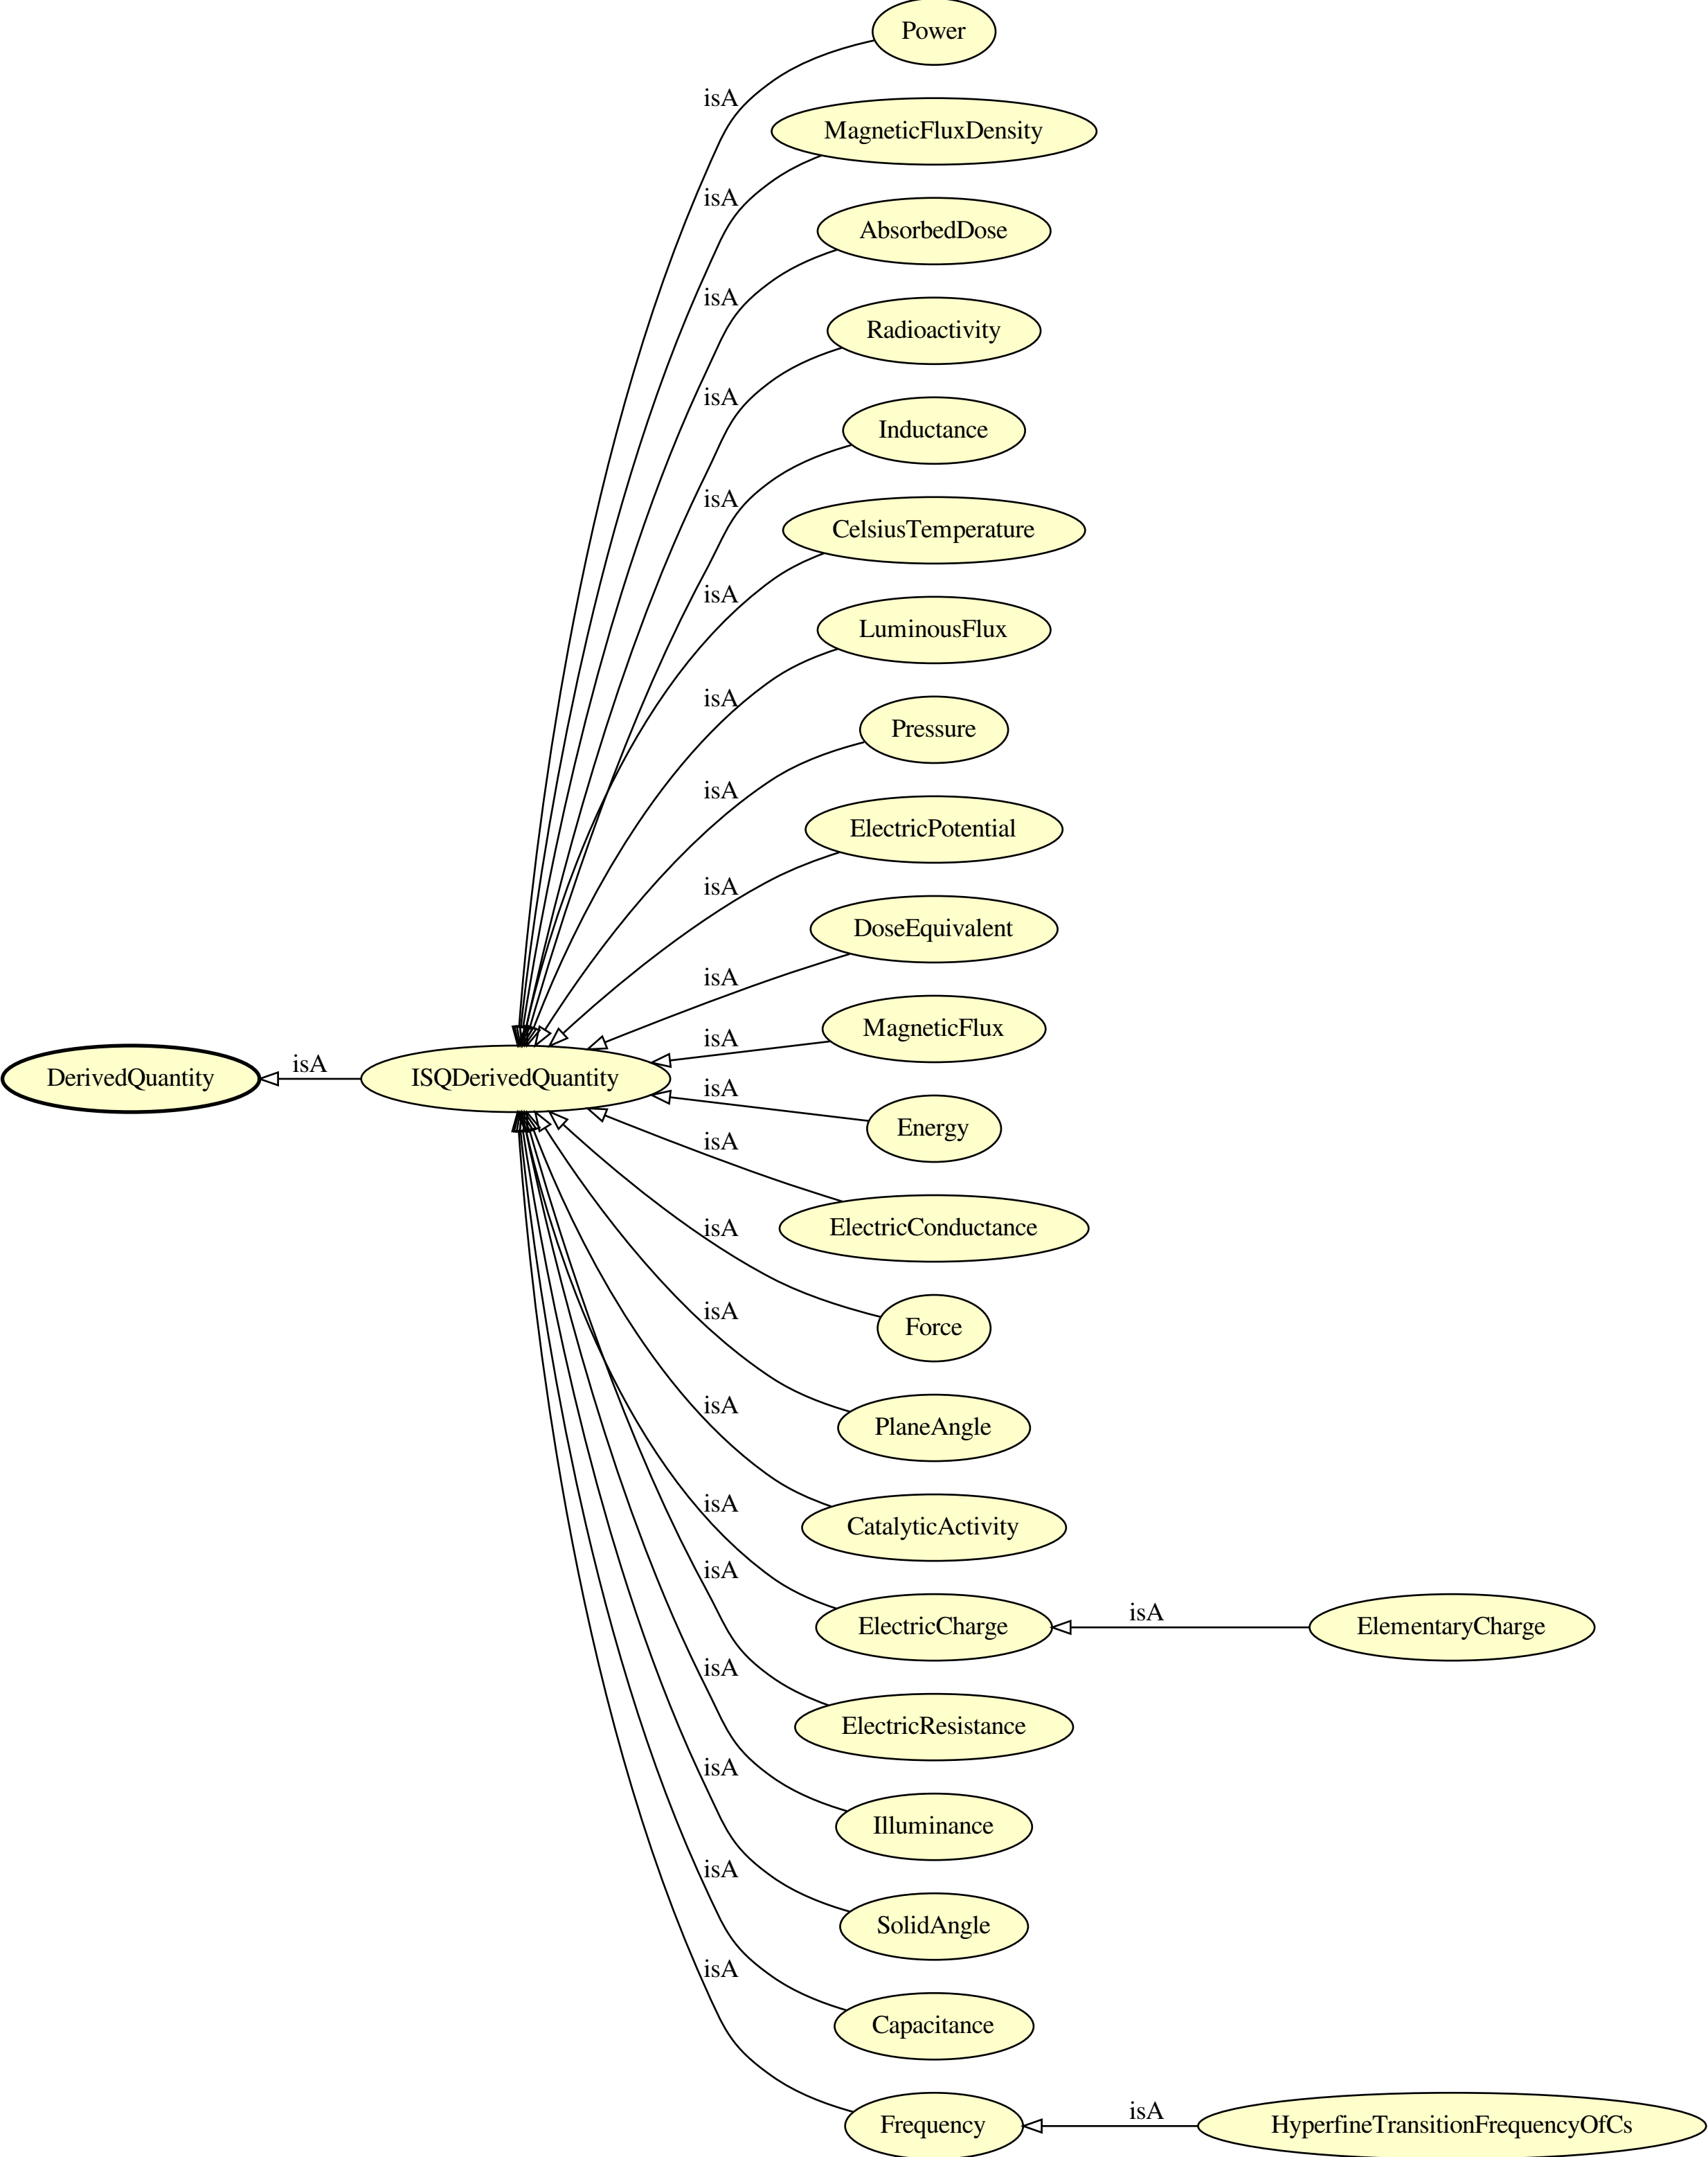 Power
isA
MagneticFluxDensity
isA
AbsorbedDose
isA
Radioactivity
isA
Inductance
isA
CelsiusTemperature
isA
LuminousFlux
isA
Pressure
isA
ElectricPotential
isA
DoseEquivalent
isA
MagneticFlux
isA
DerivedQuantity
isA
ISQDerivedQuantity
isA
Energy
isA
ElectricConductance
isA
Force
isA
PlaneAngle
isA
CatalyticActivity
isA
ElectricCharge
isA
ElementaryCharge
isA
ElectricResistance
isA
Illuminance
isA
SolidAngle
isA
Capacitance
isA
Frequency
isA
HyperfineTransitionFrequencyOfCs